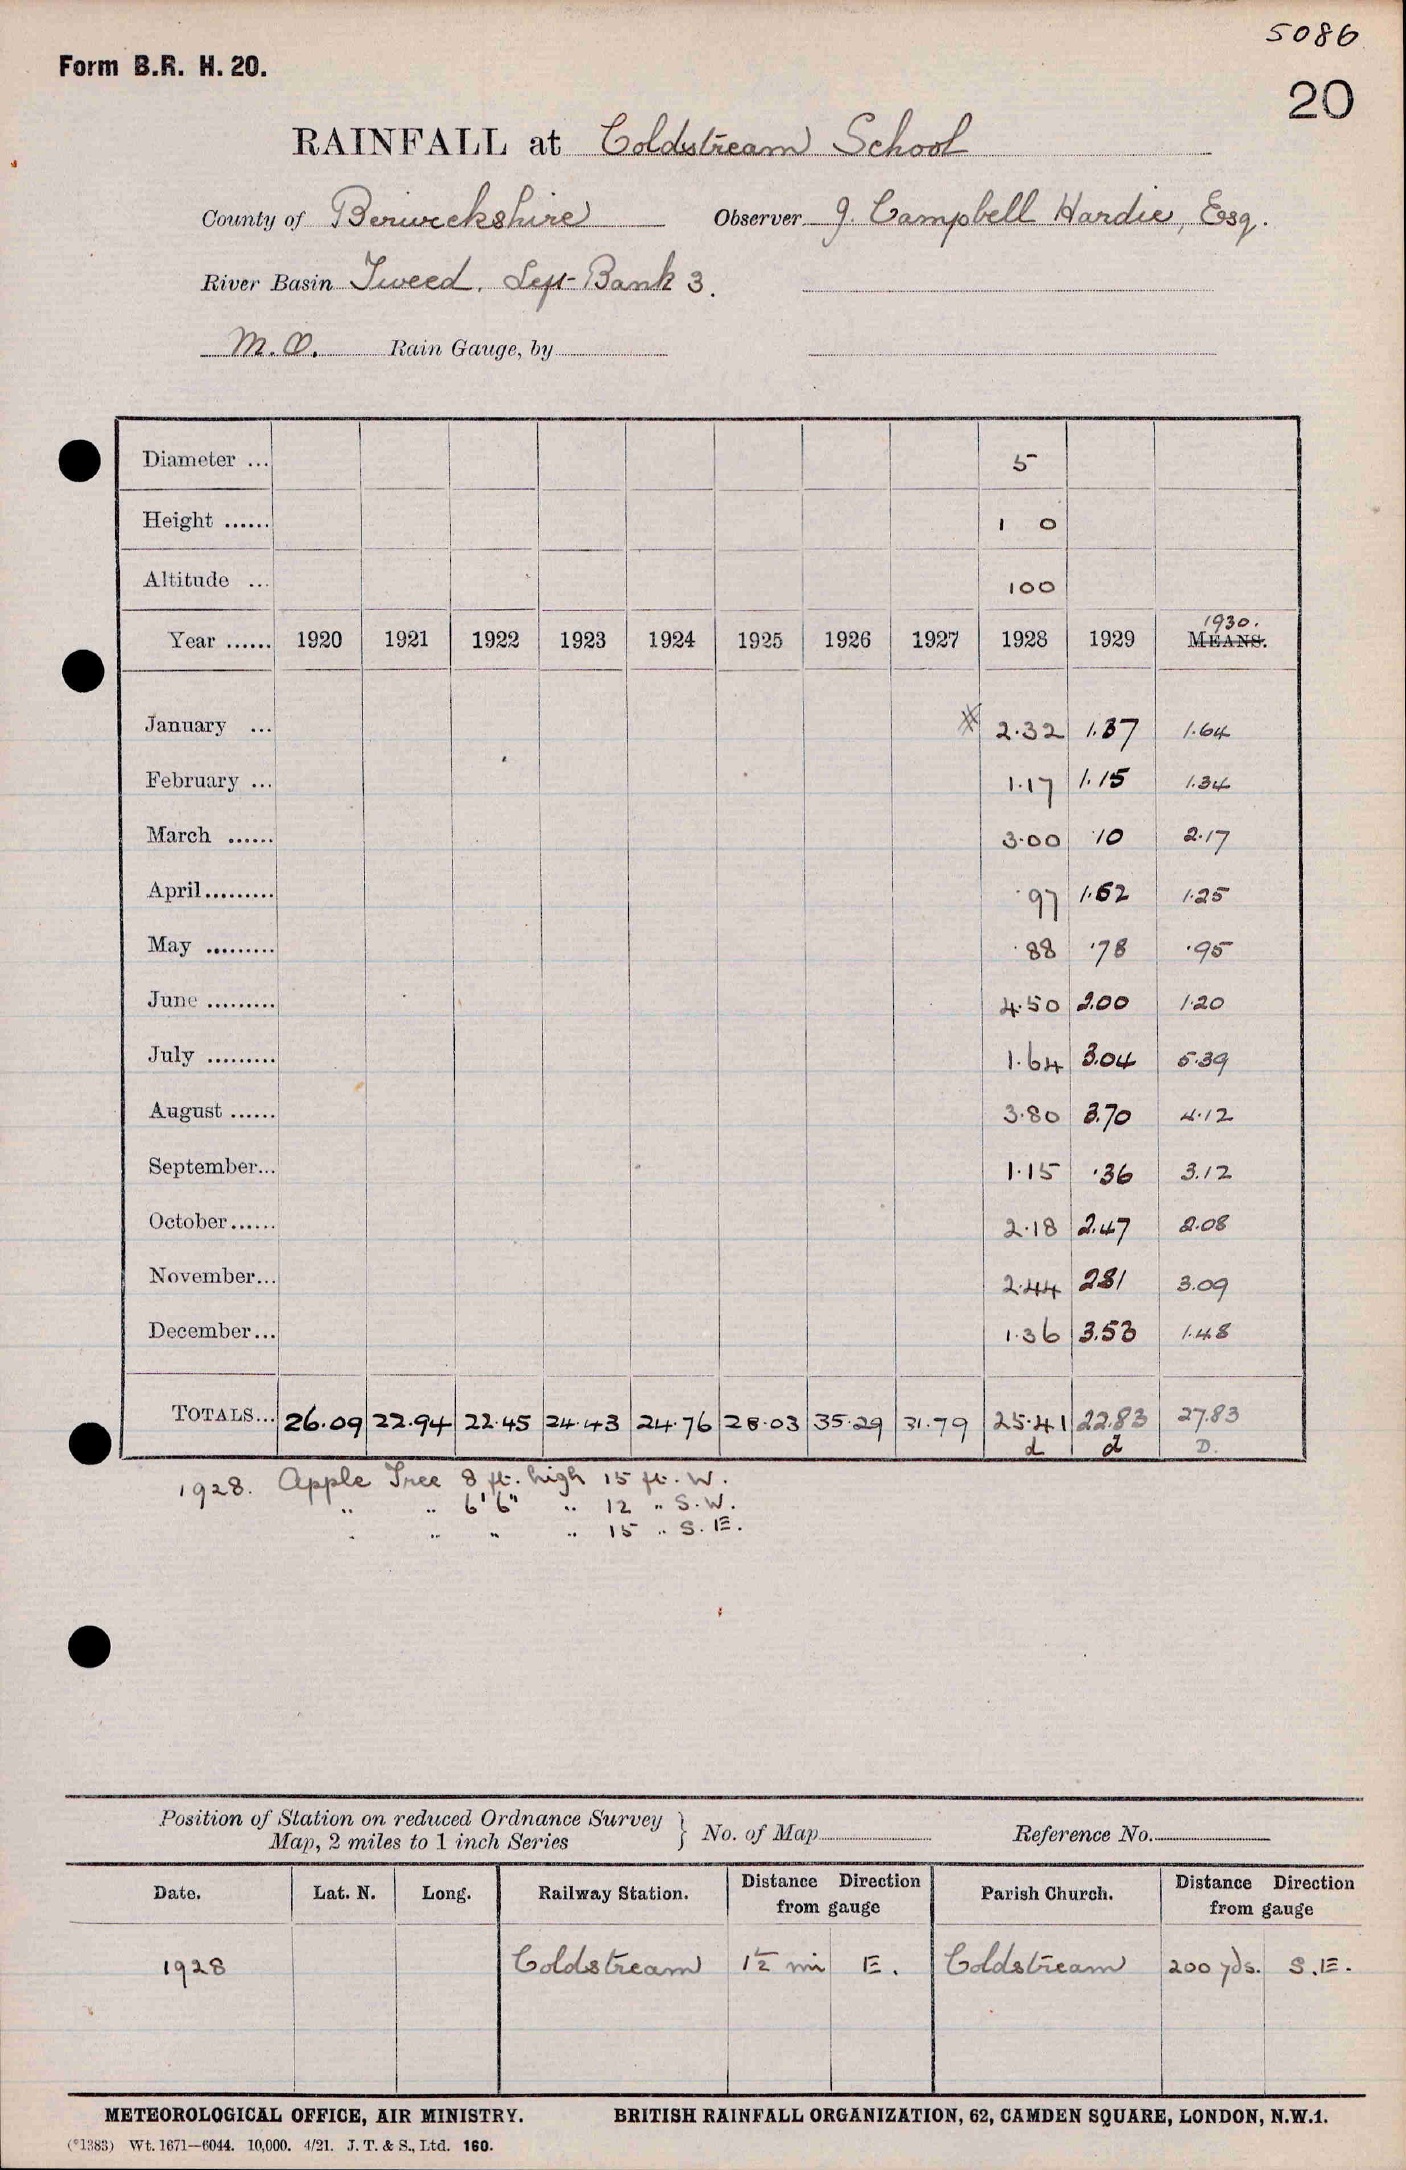 5086
Form B.R. H. 20.
20
RAINFALL at Coldstream School
County of Berwickshire Observer J. Campbell Hardie, Esq.
River Basin Tweed. Left Bank 3.
M.O. Rain Gauge, by
Diameter ... 5
Height ...... 1 0
Altitude ... 100
1930.
Year ...... 1920 1921 1922 1923 1924 1925 1926 1927 1928 1929 MEANS.
January ... 2.32 1.37 1.64
February ... 1.17 1.15 1.34
March ...... 3.00 .10 2.17
April......... .97 1.52 1.25
May ......... .88 .78 .95
June ......... 4.50 2.00 1.20
July ......... 1.64 3.04 5.39
August ...... 3.80 3.70 4.12
September... 1.15 .36 3.12
October...... 2.18 2.47 2.08
November... 2.44 2.81 3.09
December... 1.36 3.53 1.48
TOTALS... 26.09 22.94 22.45 24.43 24.76 28.03 35.29 31.79 25.41 22.83 27.83
d d D.
1928. Apple Tree 8 ft. high 15 ft. W.
" " 6'6" " 12 " S.W.
" " " " 15 " S.E.
Position of Station on reduced Ordnance Survey
Map, 2 miles to 1 inch Series } No. of Map Reference No.
Date. Lat. N. Long. Railway Station. Distance Direction from gauge Parish Church. Distance Direction from gauge
1928 Coldstream 1½ mi E. Coldstream 200 yds. S.E.
METEOROLOGICAL OFFICE, AIR MINISTRY. BRITISH RAINFALL ORGANIZATION, 62, CAMDEN SQUARE, LONDON, N.W.1.
(*1383) Wt. 1671—6044. 10,000. 4/21. J. T. & S., Ltd. 160.